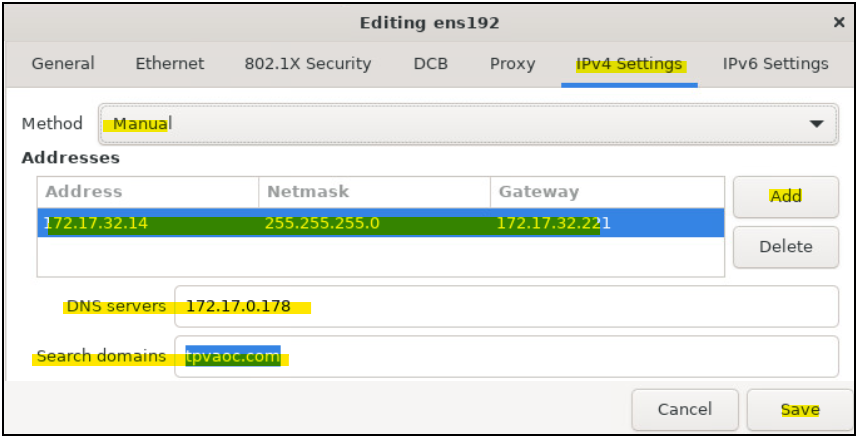 Editing ens192 ×
General Ethernet 802.1X Security DCB Proxy IPv4 Settings IPv6 Settings
Method Manual
Addresses
Address Netmask Gateway Add
172.17.32.14 255.255.255.0 172.17.32.221
Delete
DNS servers 172.17.0.178
Search domains tpvaoc.com
Cancel Save